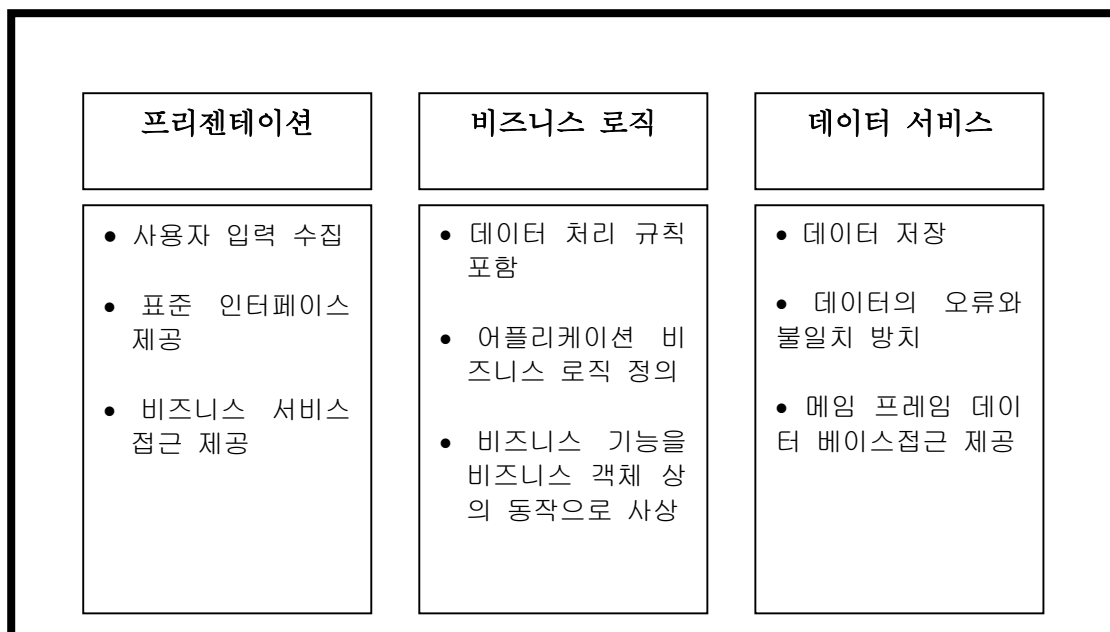 프리젠테이션
비즈니스 로직
데이터 서비스
• 사용자 입력 수집
• 표준 인터페이스
제공
• 비즈니스 서비스
접근 제공
• 데이터 처리 규칙
포함
• 어플리케이션 비
즈니스 로직 정의
• 비즈니스 기능을
비즈니스 객체 상
의 동작으로 사상
• 데이터 저장
• 데이터의 오류와
불일치 방치
• 메임 프레임 데이
터 베이스접근 제공